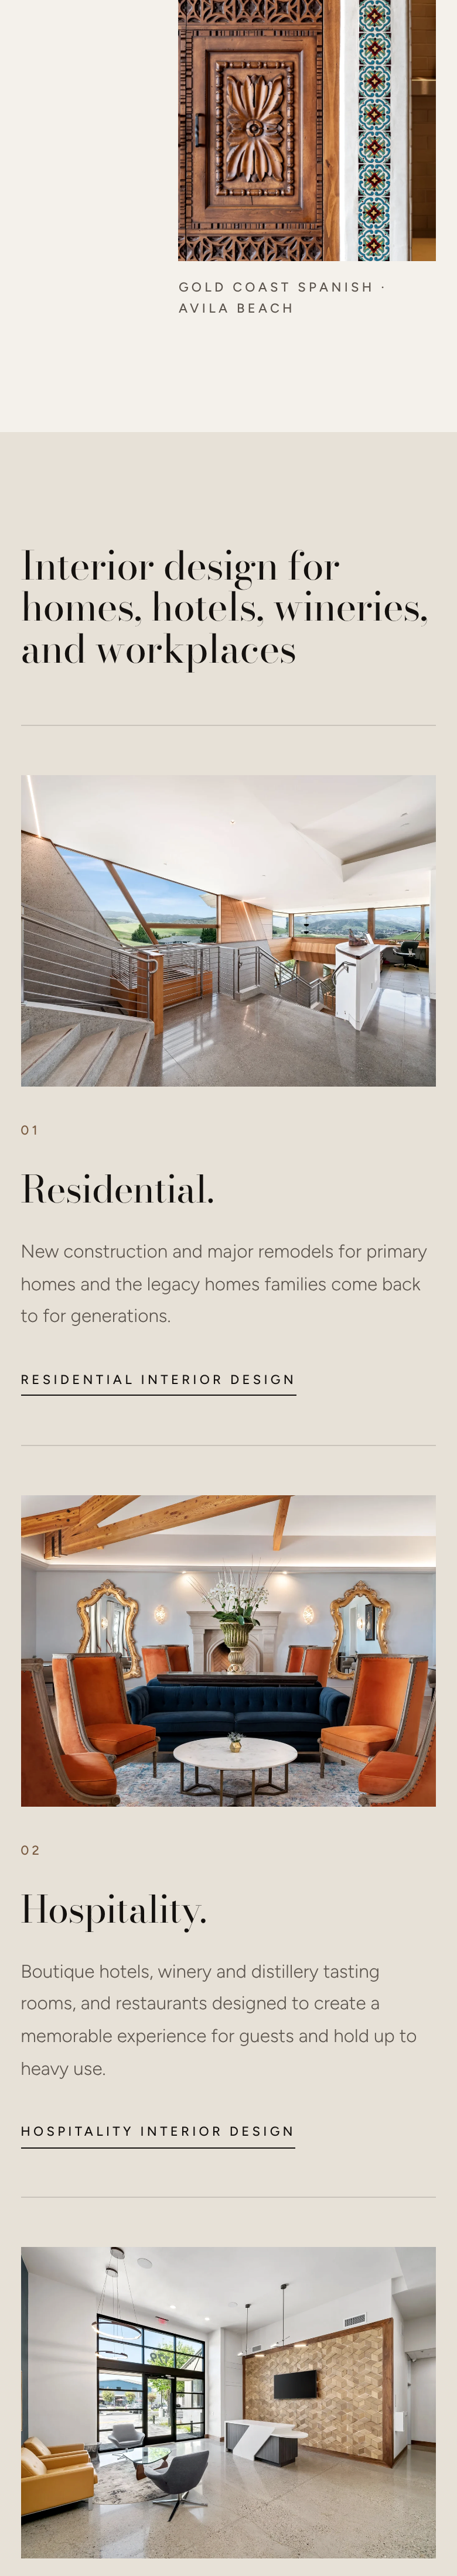 GOLD COAST SPANISH ·
AVILA BEACH
Interior design for
homes, hotels, wineries,
and workplaces
01
Residential.
New construction and major remodels for primary
homes and the legacy homes families come back
to for generations.
RESIDENTIAL INTERIOR DESIGN
02
Hospitality.
Boutique hotels, winery and distillery tasting
rooms, and restaurants designed to create a
memorable experience for guests and hold up to
heavy use.
HOSPITALITY INTERIOR DESIGN